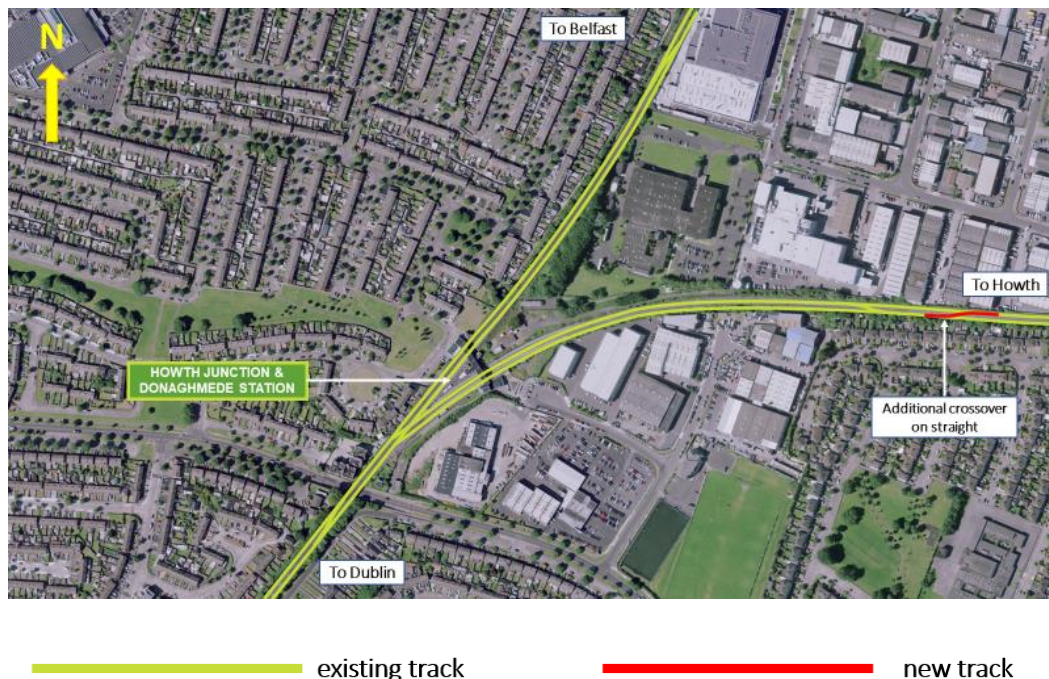 To Belfast
N
To Howth
HOWTH JUNCTION &
DONAGHMEDE STATION
Additional crossover
on straight
To Dublin
existing track
new track